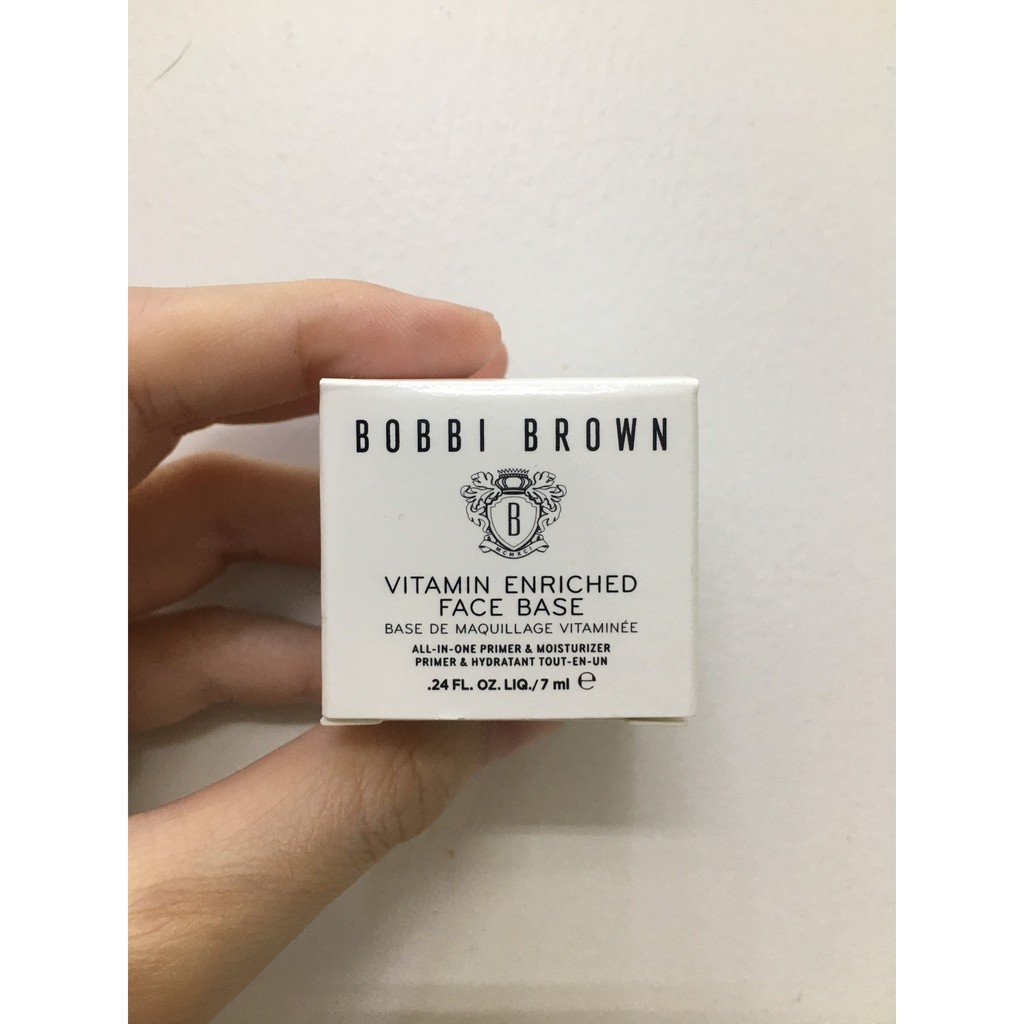 BOBBI BROWN
B
MCMXCI
VITAMIN ENRICHED
FACE BASE
BASE DE MAQUILLAGE VITAMINÉE
ALL-IN-ONE PRIMER & MOISTURIZER
PRIMER & HYDRATANT TOUT-EN-UN
.24 FL. OZ. LIQ./7 ml ℮